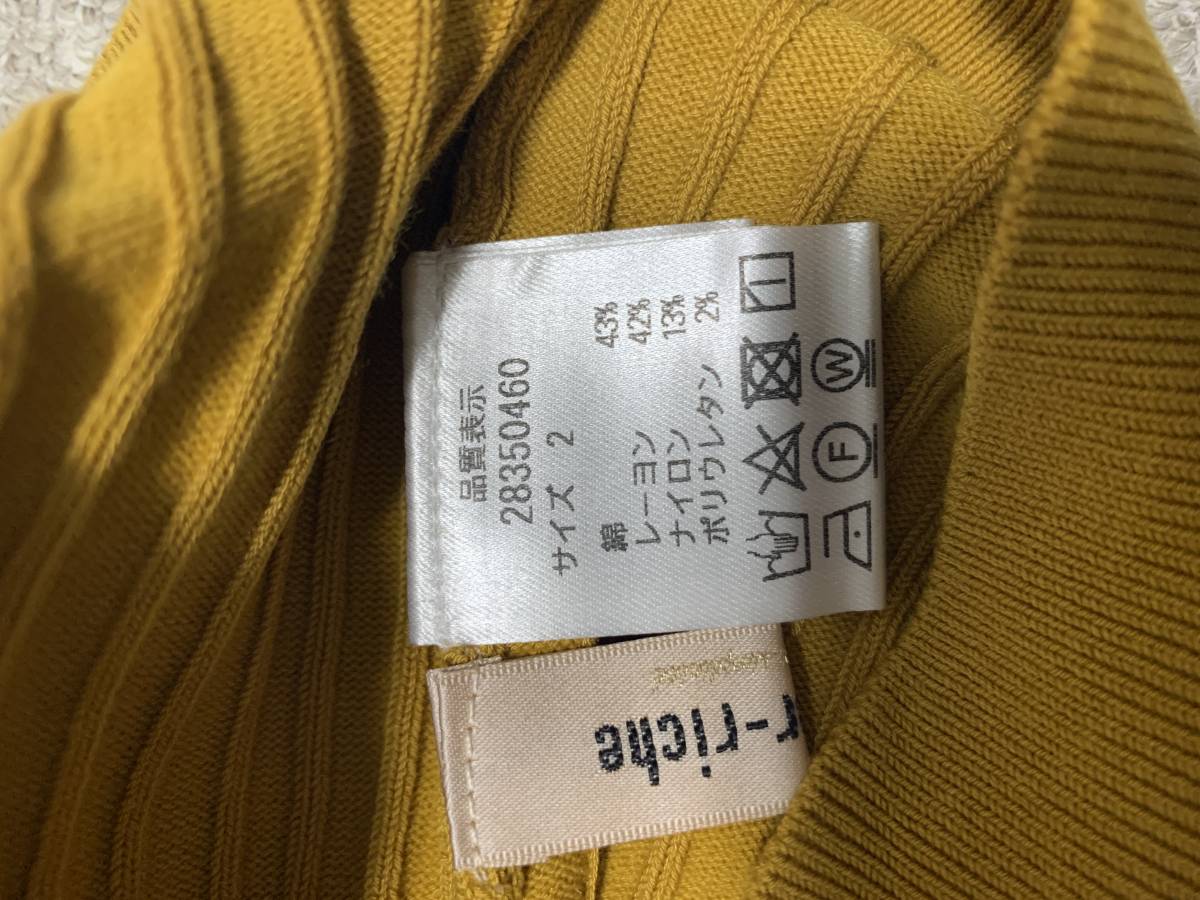 品質表示
28350460
サイズ 2
綿 43%
レーヨン 42%
ナイロン 13%
ポリウレタン 2%
F W
r-riche